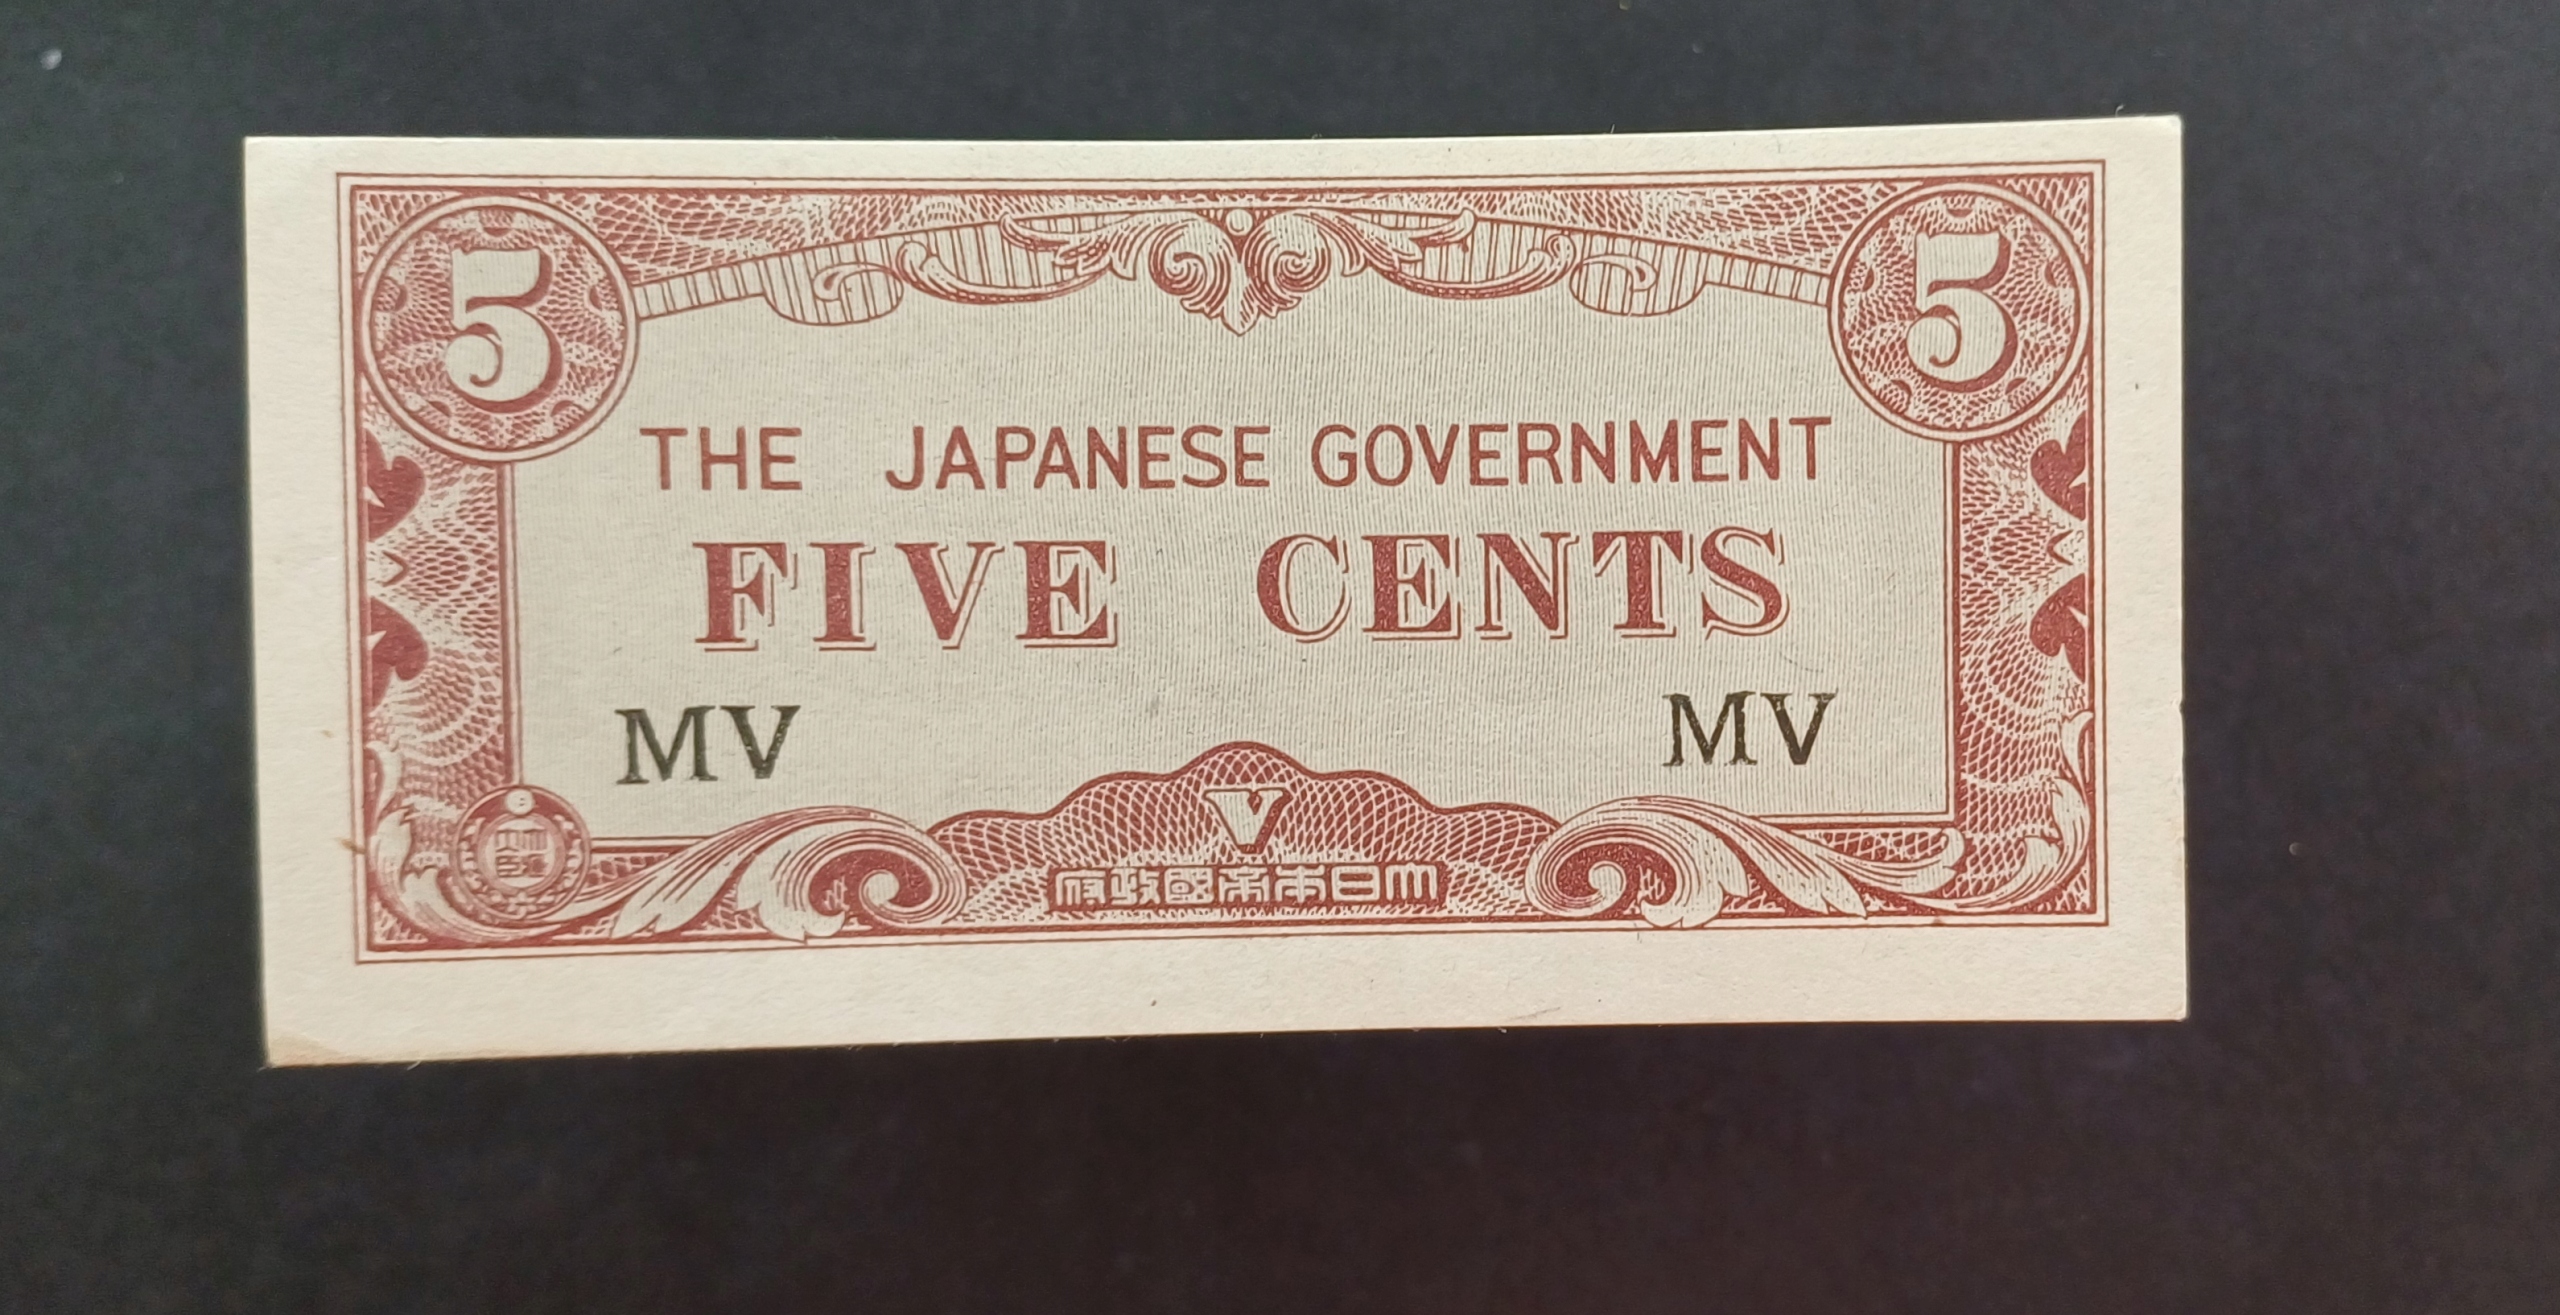 5 5
THE JAPANESE GOVERNMENT
FIVE CENTS
MV MV
V
大日本帝國政府